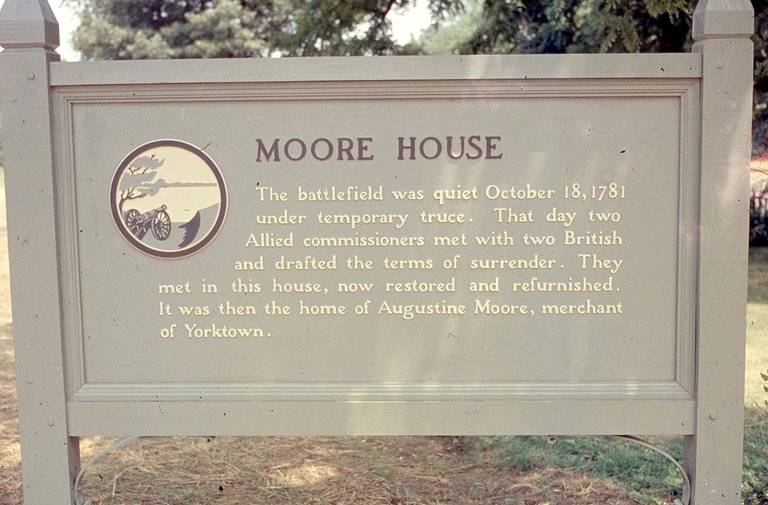 MOORE HOUSE
The battlefield was quiet October 18, 1781
under temporary truce. That day two
Allied commissioners met with two British
and drafted the terms of surrender. They
met in this house, now restored and refurnished.
It was then the home of Augustine Moore, merchant
of Yorktown.